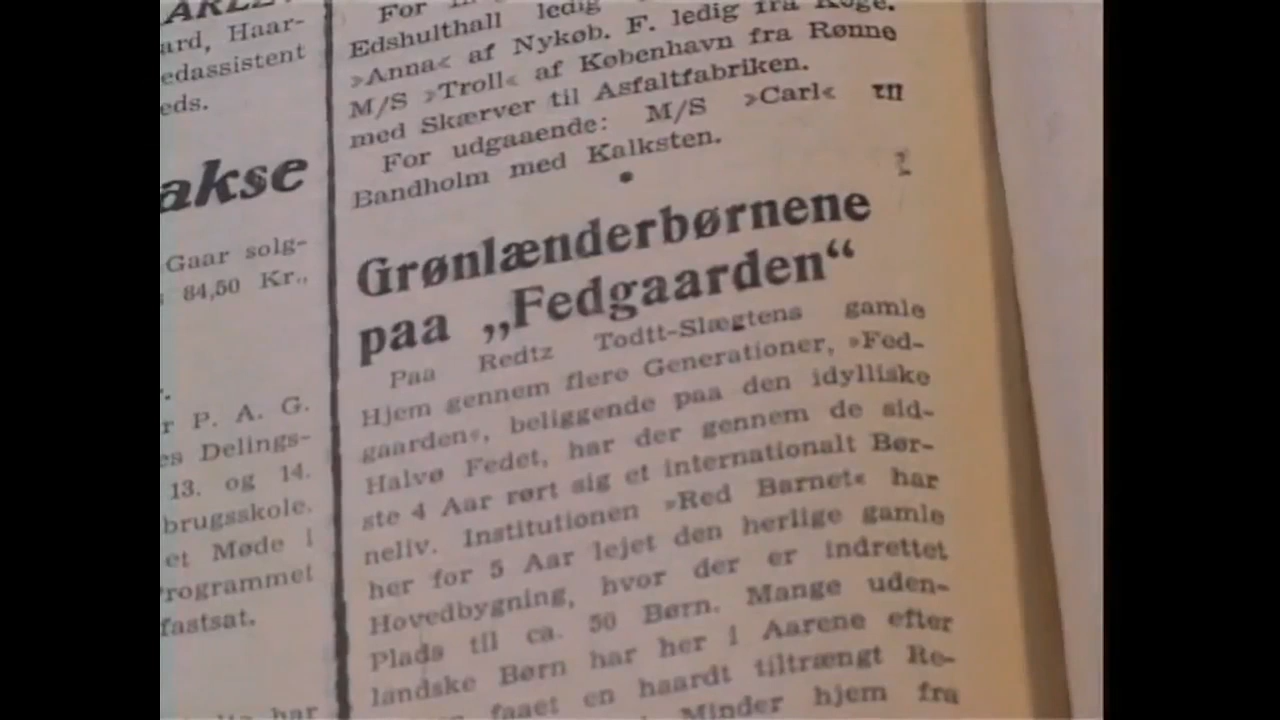 ard, Haar-
edassistent
eds.
akse
Gaar solg-
84,50 Kr.,
r P. A. G.
es Delings-
13. og 14.
brugsskole.
et Møde i
rogrammet
fastsat.
har
For
Edshulthall ledig
»Anna« af Nykøb. F. ledig fra Køge.
M/S »Troll« af København fra Rønne
med Skærver til Asfaltfabriken.
For udgaaende: M/S »Carl« til
Bandholm med Kalksten.
Grønlænderbørnene
paa „Fedgaarden“
Paa Redtz Todtt-Slægtens gamle
Hjem gennem flere Generationer, »Fed-
gaarden«, beliggende paa den idylliske
Halvø Fedet, har der gennem de sid-
ste 4 Aar rørt sig et internationalt Bør-
neliv. Institutionen »Red Barnet« har
her for 5 Aar lejet den herlige gamle
Hovedbygning, hvor der er indrettet
Plads til ca. 50 Børn. Mange uden-
landske Børn har her i Aarene efter
faaet en haardt tiltrængt Re-
Minder hjem fra